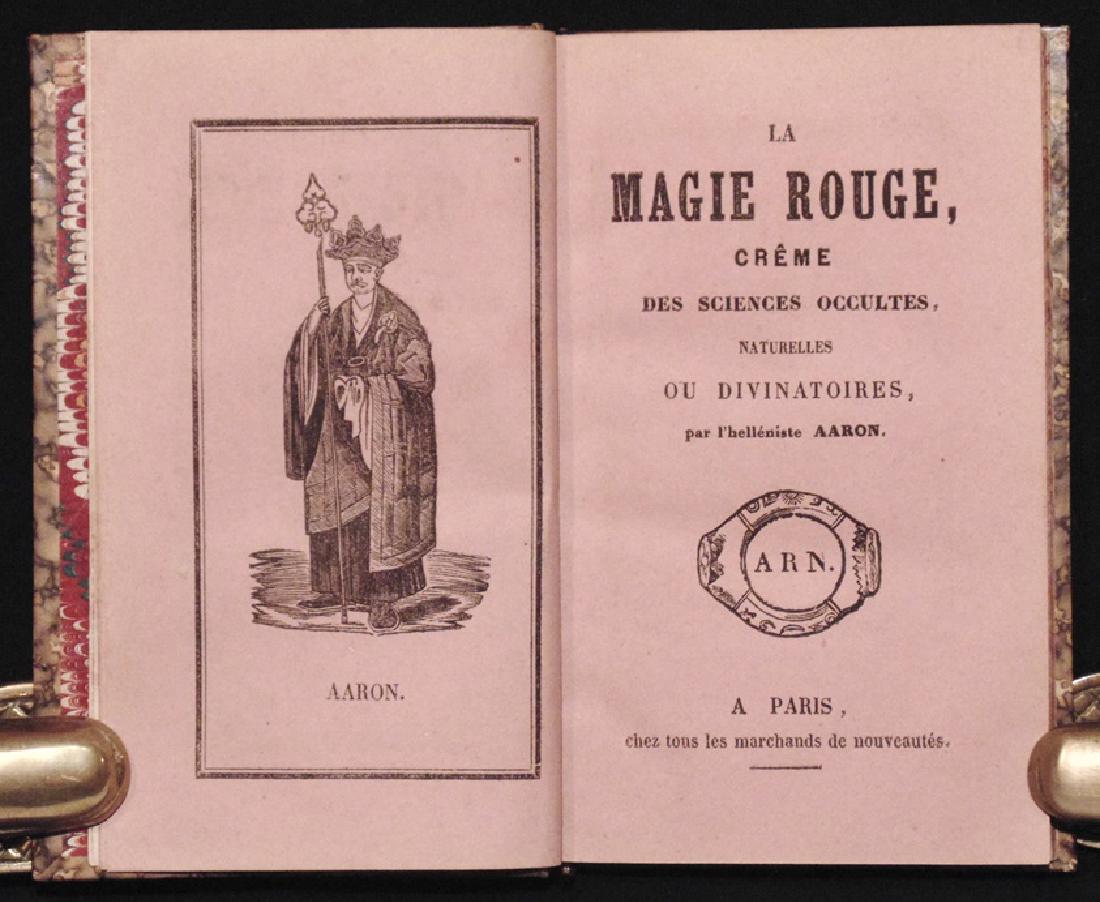 AARON.
LA
MAGIE ROUGE,
CRÊME
DES SCIENCES OCCULTES,
NATURELLES
OU DIVINATOIRES,
par l'helléniste AARON.
ARN.
A PARIS,
chez tous les marchands de nouveautés.